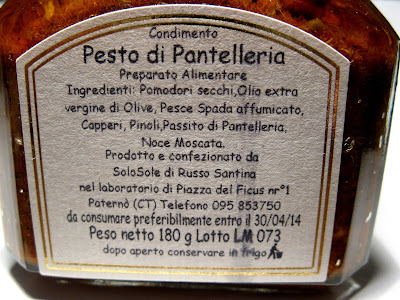 Condimento
Pesto di Pantelleria
Preparato Alimentare
Ingredienti: Pomodori secchi,Olio extra
vergine di Olive, Pesce Spada affumicato,
Capperi, Pinoli,Passito di Pantelleria,
Noce Moscata.
Prodotto e confezionato da
SoloSole di Russo Santina
nel laboratorio di Piazza del Ficus nr°1
Paternò (CT) Telefono 095 853750
da consumare preferibilmente entro il 30/04/14
Peso netto 180 g Lotto LM 073
dopo aperto conservare in frigo